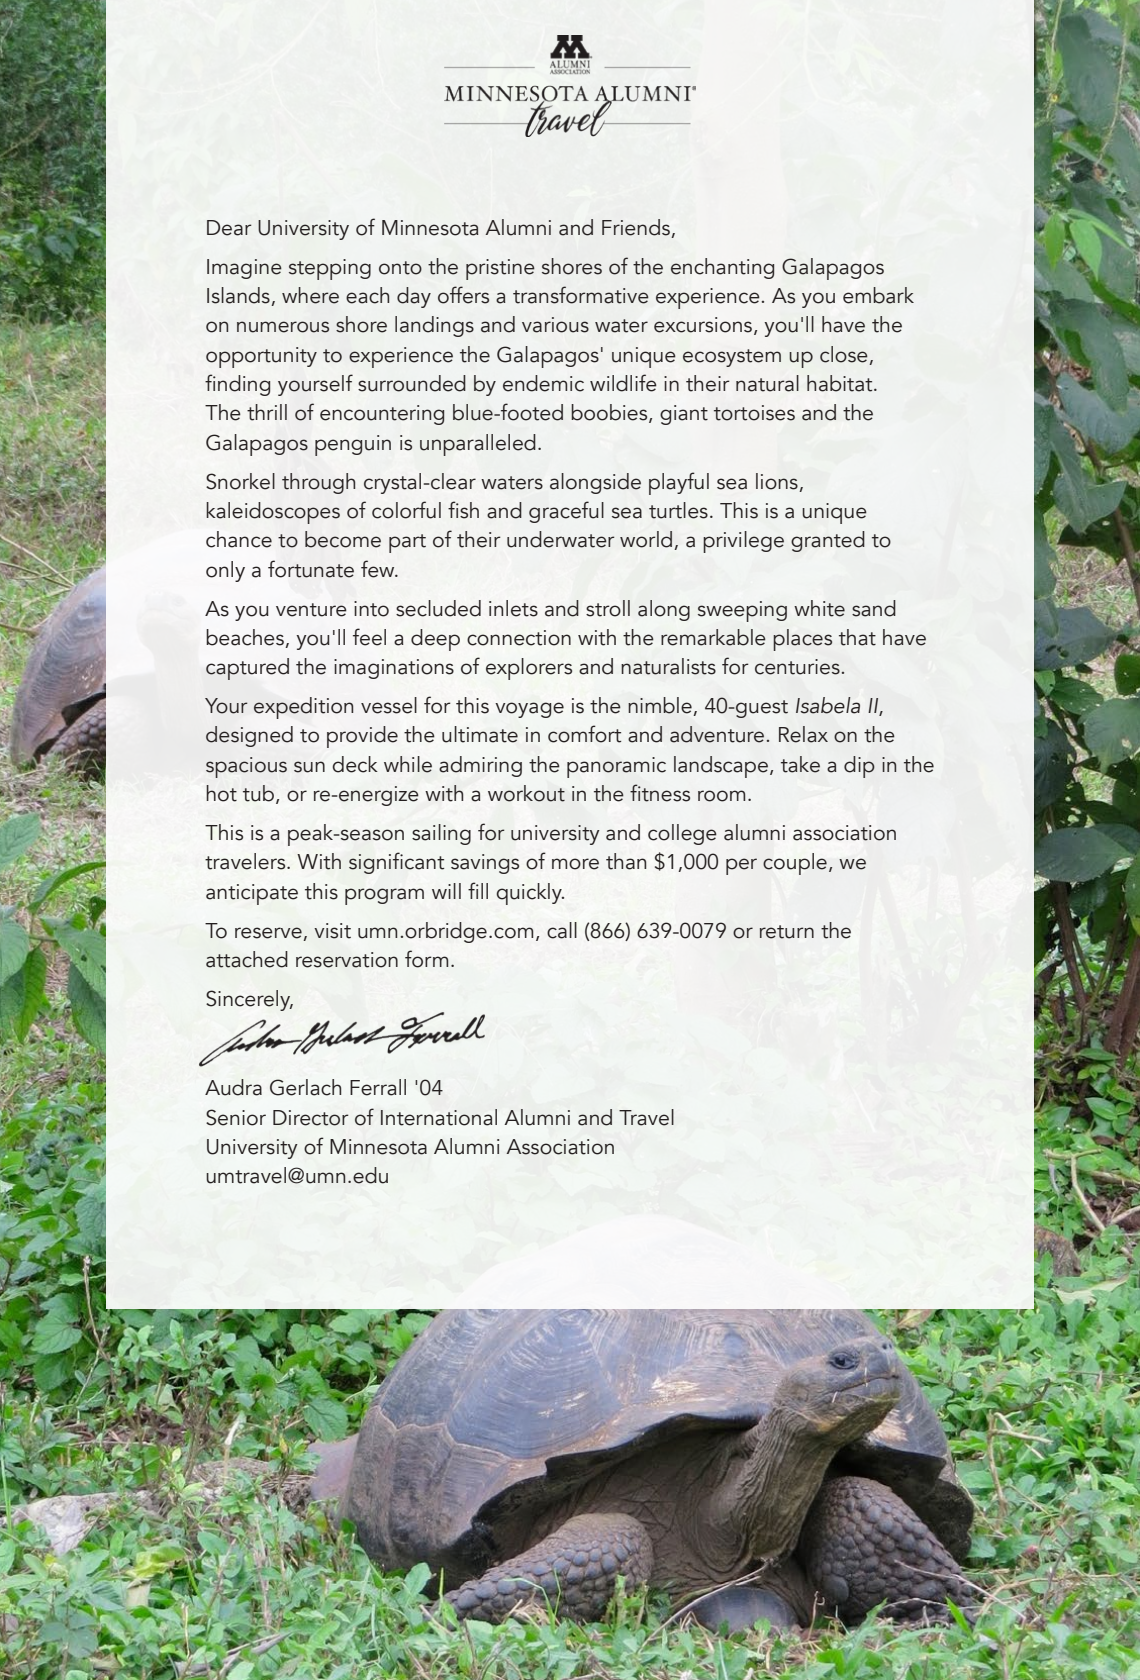 M
ALUMNI
ASSOCIATION
MINNESOTA ALUMNI®
travel
Dear University of Minnesota Alumni and Friends,
Imagine stepping onto the pristine shores of the enchanting Galapagos
Islands, where each day offers a transformative experience. As you embark
on numerous shore landings and various water excursions, you'll have the
opportunity to experience the Galapagos' unique ecosystem up close,
finding yourself surrounded by endemic wildlife in their natural habitat.
The thrill of encountering blue-footed boobies, giant tortoises and the
Galapagos penguin is unparalleled.
Snorkel through crystal-clear waters alongside playful sea lions,
kaleidoscopes of colorful fish and graceful sea turtles. This is a unique
chance to become part of their underwater world, a privilege granted to
only a fortunate few.
As you venture into secluded inlets and stroll along sweeping white sand
beaches, you'll feel a deep connection with the remarkable places that have
captured the imaginations of explorers and naturalists for centuries.
Your expedition vessel for this voyage is the nimble, 40-guest Isabela II,
designed to provide the ultimate in comfort and adventure. Relax on the
spacious sun deck while admiring the panoramic landscape, take a dip in the
hot tub, or re-energize with a workout in the fitness room.
This is a peak-season sailing for university and college alumni association
travelers. With significant savings of more than $1,000 per couple, we
anticipate this program will fill quickly.
To reserve, visit umn.orbridge.com, call (866) 639-0079 or return the
attached reservation form.
Sincerely,
Audra Gerlach Ferrall
Audra Gerlach Ferrall '04
Senior Director of International Alumni and Travel
University of Minnesota Alumni Association
umtravel@umn.edu